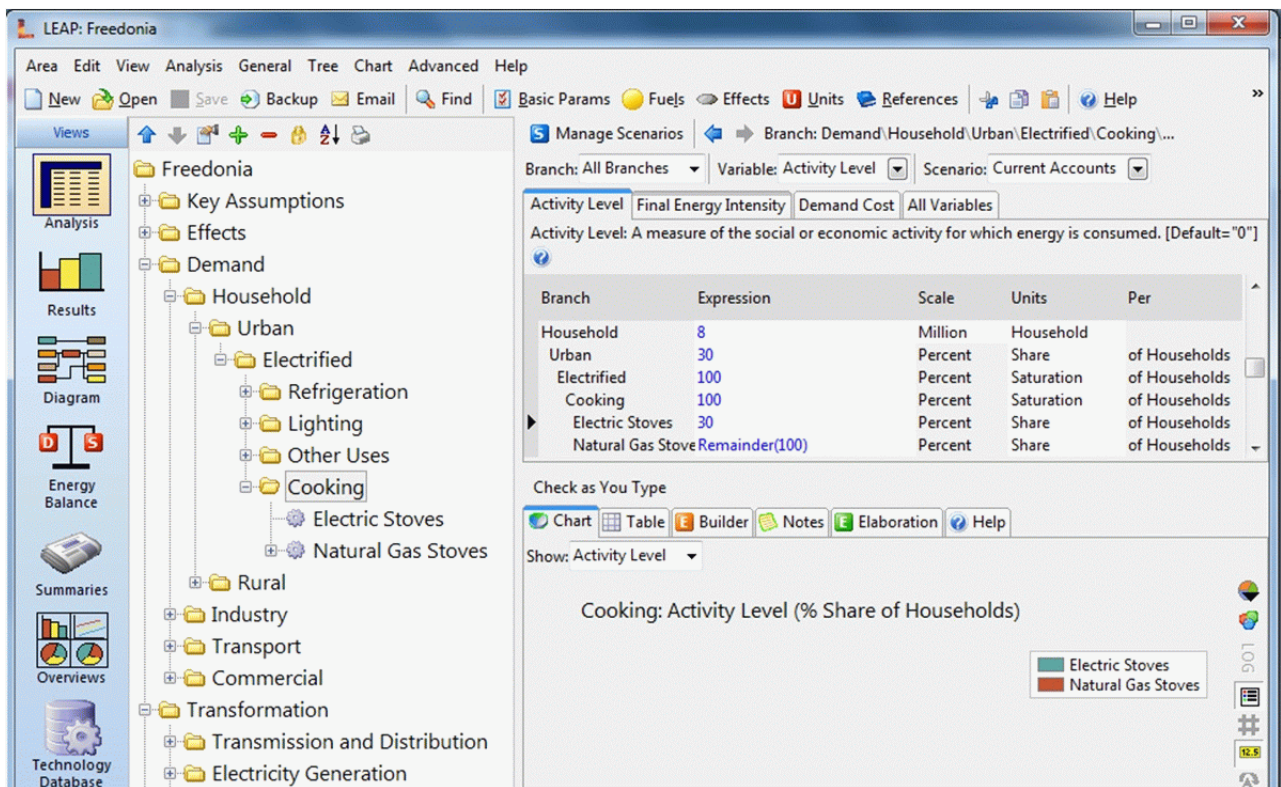 LEAP: Freedonia
Area Edit View Analysis General Tree Chart Advanced Help
New Open Save Backup Email Find Basic Params Fuels Effects Units References Help »
Views
Analysis
Results
Diagram
D S
Energy
Balance
Summaries
Overviews
Technology
Database
Freedonia
Key Assumptions
Effects
Demand
Household
Urban
Electrified
Refrigeration
Lighting
Other Uses
Cooking
Electric Stoves
Natural Gas Stoves
Rural
Industry
Transport
Commercial
Transformation
Transmission and Distribution
Electricity Generation
Manage Scenarios Branch: Demand\Household\Urban\Electrified\Cooking\...
Branch: All Branches Variable: Activity Level Scenario: Current Accounts
Activity Level Final Energy Intensity Demand Cost All Variables
Activity Level: A measure of the social or economic activity for which energy is consumed. [Default="0"]
Branch Expression Scale Units Per
Household 8 Million Household
Urban 30 Percent Share of Households
Electrified 100 Percent Saturation of Households
Cooking 100 Percent Saturation of Households
Electric Stoves 30 Percent Share of Households
Natural Gas Stove Remainder(100) Percent Share of Households
Check as You Type
Chart Table Builder Notes Elaboration Help
Show: Activity Level
Cooking: Activity Level (% Share of Households)
Electric Stoves
Natural Gas Stoves
LOG
12.5